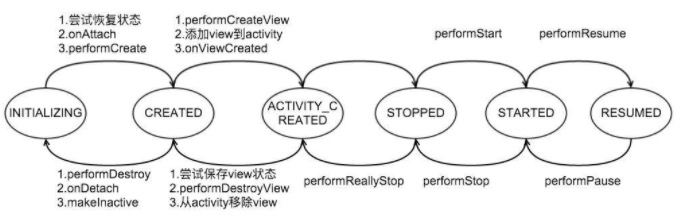 1.尝试恢复状态
2.onAttach
3.performCreate
1.performCreateView
2.添加view到activity
3.onViewCreated
performStart
performResume
INITIALIZING
CREATED
ACTIVITY_C
REATED
STOPPED
STARTED
RESUMED
1.performDestroy
2.onDetach
3.makeInactive
1.尝试保存view状态
2.performDestroyView
3.从activity移除view
performReallyStop
performStop
performPause